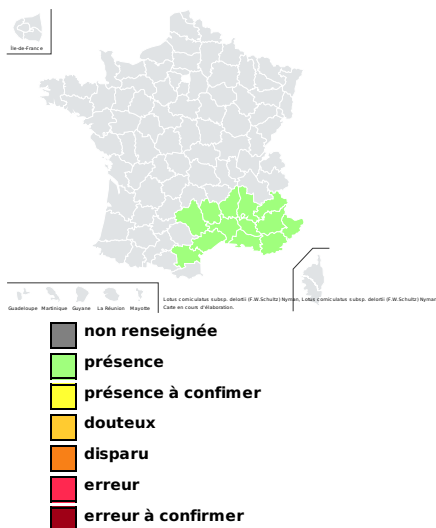 Île-de-France
Guadeloupe Martinique Guyane La Réunion Mayotte
Lotus corniculatus subsp. delortii (F.W.Schultz) Nyman, Lotus corniculatus subsp. delortii (F.W.Schultz) Nyman
Carte en cours d'élaboration.
non renseignée
présence
présence à confimer
douteux
disparu
erreur
erreur à confirmer